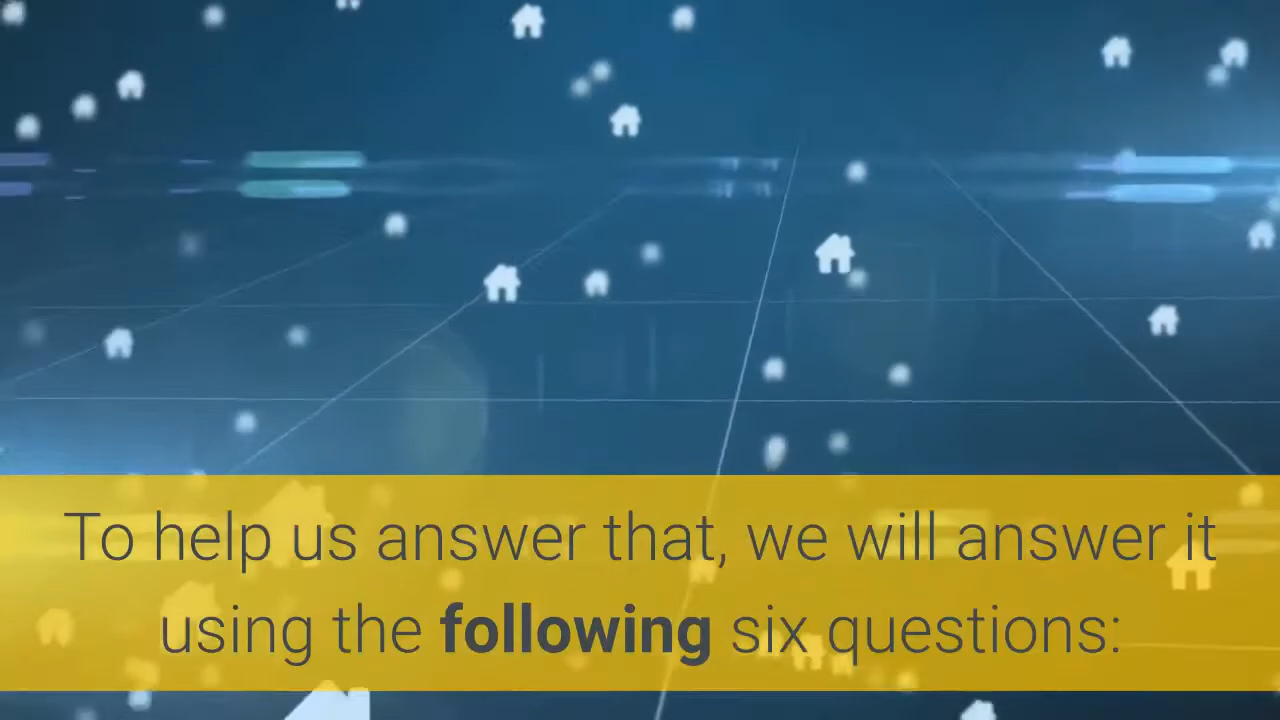 To help us answer that, we will answer it
using the following six questions: